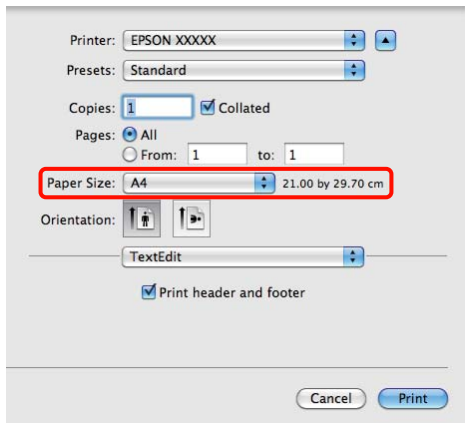 Printer: EPSON XXXXX
Presets: Standard
Copies: 1 Collated
Pages: All
From: 1 to: 1
Paper Size: A4 21.00 by 29.70 cm
Orientation:
TextEdit
Print header and footer
Cancel Print